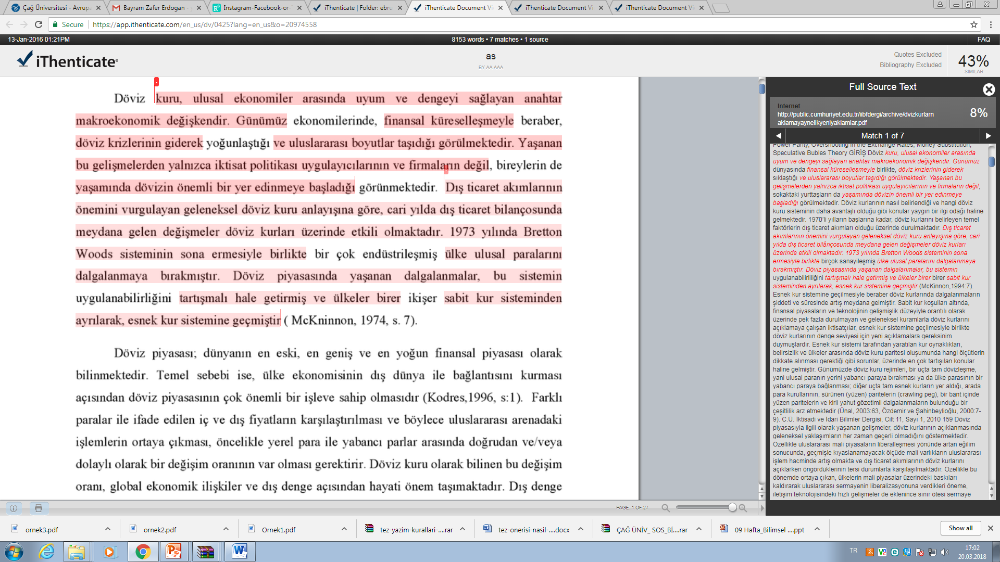 Çağ Üniversitesi - Avrupa
Bayram Zafer Erdogan -
Instagram-Facebook-or-
iThenticate | Folder: ebru
iThenticate Document Vi
iThenticate Document Vi
iThenticate Document Vi
Secure
https://app.ithenticate.com/en_us/dv/0425?lang=en_us&o=20974558
13-Jan-2016 01:21PM
8153 words • 7 matches • 1 source
FAQ
iThenticate®
as
BY AA AAA
Quotes Excluded
Bibliography Excluded
43%
SIMILAR
Döviz kuru, ulusal ekonomiler arasında uyum ve dengeyi sağlayan anahtar
makroekonomik değişkendir. Günümüz ekonomilerinde, finansal küreselleşmeyle beraber,
döviz krizlerinin giderek yoğunlaştığı ve uluslararası boyutlar taşıdığı görülmektedir. Yaşanan
bu gelişmelerden yalnızca iktisat politikası uygulayıcılarının ve firmaların değil, bireylerin de
yaşamında dövizin önemli bir yer edinmeye başladığı görünmektedir. Dış ticaret akımlarının
önemini vurgulayan geleneksel döviz kuru anlayışına göre, cari yılda dış ticaret bilançosunda
meydana gelen değişmeler döviz kurları üzerinde etkili olmaktadır. 1973 yılında Bretton
Woods sisteminin sona ermesiyle birlikte bir çok endüstrileşmiş ülke ulusal paralarını
dalgalanmaya bırakmıştır. Döviz piyasasında yaşanan dalgalanmalar, bu sistemin
uygulanabilirliğini tartışmalı hale getirmiş ve ülkeler birer ikişer sabit kur sisteminden
ayrılarak, esnek kur sistemine geçmiştir ( McKninnon, 1974, s. 7).
Döviz piyasası; dünyanın en eski, en geniş ve en yoğun finansal piyasası olarak
bilinmektedir. Temel sebebi ise, ülke ekonomisinin dış dünya ile bağlantısını kurması
açısından döviz piyasasının çok önemli bir işleve sahip olmasıdır (Kodres,1996, s:1). Farklı
paralar ile ifade edilen iç ve dış fiyatların karşılaştırılması ve böylece uluslararası arenadaki
işlemlerin ortaya çıkması, öncelikle yerel para ile yabancı parlar arasında doğrudan ve/veya
dolaylı olarak bir değişim oranının var olması gerektirir. Döviz kuru olarak bilinen bu değişim
oranı, global ekonomik ilişkiler ve dış denge açısından hayati önem taşımaktadır. Dış denge
PAGE: 1 OF 27
Full Source Text
Internet
http://public.cumhuriyet.edu.tr/iibfdergi/archive/dvizkurlarn
aklamayaynelikyeniyaklamlar.pdf
8%
Match 1 of 7
Power Parity, Overshooting in the Exchange Rates, Money Substitution,
Speculative Bubles Theory GİRİŞ Döviz kuru, ulusal ekonomiler arasında
uyum ve dengeyi sağlayan anahtar makroekonomik değişkendir. Günümüz
dünyasında finansal küreselleşmeyle birlikte, döviz krizlerinin giderek
sıklaştığı ve uluslararası boyutlar taşıdığı görülmektedir. Yaşanan bu
gelişmelerden yalnızca iktisat politikası uygulayıcılarının ve firmaların değil,
sokaktaki yurttaşların da yaşamında dövizin önemli bir yer edinmeye
başladığı görülmektedir. Döviz kurlarının nasıl belirlendiği ve hangi döviz
kuru sisteminin daha avantajlı olduğu gibi konular yaygın bir ilgi odağı haline
gelmektedir. 1970'li yılların başlarına kadar, döviz kurlarını belirleyen temel
faktörlerin dış ticaret akımları olduğu üzerinde durulmaktadır. Dış ticaret
akımlarının önemini vurgulayan geleneksel döviz kuru anlayışına göre, cari
yılda dış ticaret bilânçosunda meydana gelen değişmeler döviz kurları
üzerinde etkili olmaktadır. 1973 yılında Bretton Woods sisteminin sona
ermesiyle birlikte birçok sanayileşmiş ülke ulusal paralarını dalgalanmaya
bırakmıştır. Döviz piyasasında yaşanan dalgalanmalar, bu sistemin
uygulanabilirliliğini tartışmalı hale getirmiş ve ülkeler birer birer sabit kur
sisteminden ayrılarak, esnek kur sistemine geçmiştir (McKinnon,1994:7).
Esnek kur sistemine geçilmesiyle beraber döviz kurlarında dalgalanmaların
şiddeti ve süresinde artış meydana gelmiştir. Sabit kur koşulları altında,
finansal piyasaların ve teknolojinin gelişmişlik düzeyiyle orantılı olarak
üzerinde pek fazla durulmayan ve geleneksel kuramlarla döviz kurlarını
açıklamaya çalışan iktisatçılar, esnek kur sistemine geçilmesiyle birlikte
döviz kurlarının denge seviyesi için yeni açıklamalara gereksinim
duymuşlardır. Esnek kur sistemi tarafından yaratılan kur oynaklıkları,
belirsizlik ve ülkeler arasında döviz kuru paritesi oluşumunda hangi ölçütlerin
dikkate alınması gerektiği gibi sorunlar, üzerinde en çok tartışılan konular
haline gelmiştir. Günümüzde döviz kuru rejimleri, bir uçta tam dövizleşme,
yani ulusal paranın yerini yabancı paraya bırakması ya da ülke parasının bir
yabancı paraya bağlanması; diğer uçta tam esnek kurların yer aldığı, arada
para kurullarının, sürünen (yüzen) paritelerin (crawling peg), bir bant içinde
yüzen paritelerin ve kirli yahut gözetimli dalgalanmaların bulunduğu bir
çeşitlilik arz etmektedir (Ünal, 2003:63, Özdemir ve Şahinbeylioğlu, 2000:7-
9). C.Ü. İktisadi ve İdari Bilimler Dergisi, Cilt 11, Sayı 1, 2010 159 Döviz
piyasasıyla ilgili olarak yaşanan gelişmeler, döviz kurlarının açıklanmasında
geleneksel yaklaşımların her zaman geçerli olmadığını göstermektedir.
Özellikle uluslararası mali piyasaların liberalleşmesi yönünde artan eğilim
sonucunda, geçmişle kıyaslanamayacak ölçüde mali varlıkların uluslararası
işlem hacminde artış olmakta ve dış ticaret akımlarının döviz kurlarını
açıklarken öngördüklerinin tersi durumlarla karşılaşılmaktadır. Özellikle bu
dönemde ortaya çıkan, ülkelerin mali piyasalar üzerindeki baskıları
kaldırarak uluslararası sermayenin liberalizasyonuna verdikleri öneme,
iletişim teknolojisindeki hızlı gelişmeler de eklenince sınır ötesi sermaye
ornek3.pdf
ornek2.pdf
Ornek1.pdf
tez-yazim-kurallari-....rar
tez-onerisi-nasil-....docx
ÇAĞ ÜNİV_ SOS_Bİ....rar
09 Hafta_Bilimsel ....ppt
Show all
TR
17:02
20.03.2018